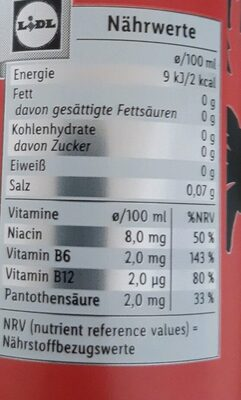 LIDL
Nährwerte
ø/100 ml
Energie 9 kJ/2 kcal
Fett 0 g
davon gesättigte Fettsäuren 0 g
Kohlenhydrate 0 g
davon Zucker 0 g
Eiweiß 0 g
Salz 0,07 g
Vitamine ø/100 ml %NRV
Niacin 8,0 mg 50 %
Vitamin B6 2,0 mg 143 %
Vitamin B12 2,0 µg 80 %
Pantothensäure 2,0 mg 33 %
NRV (nutrient reference values) =
Nährstoffbezugswerte